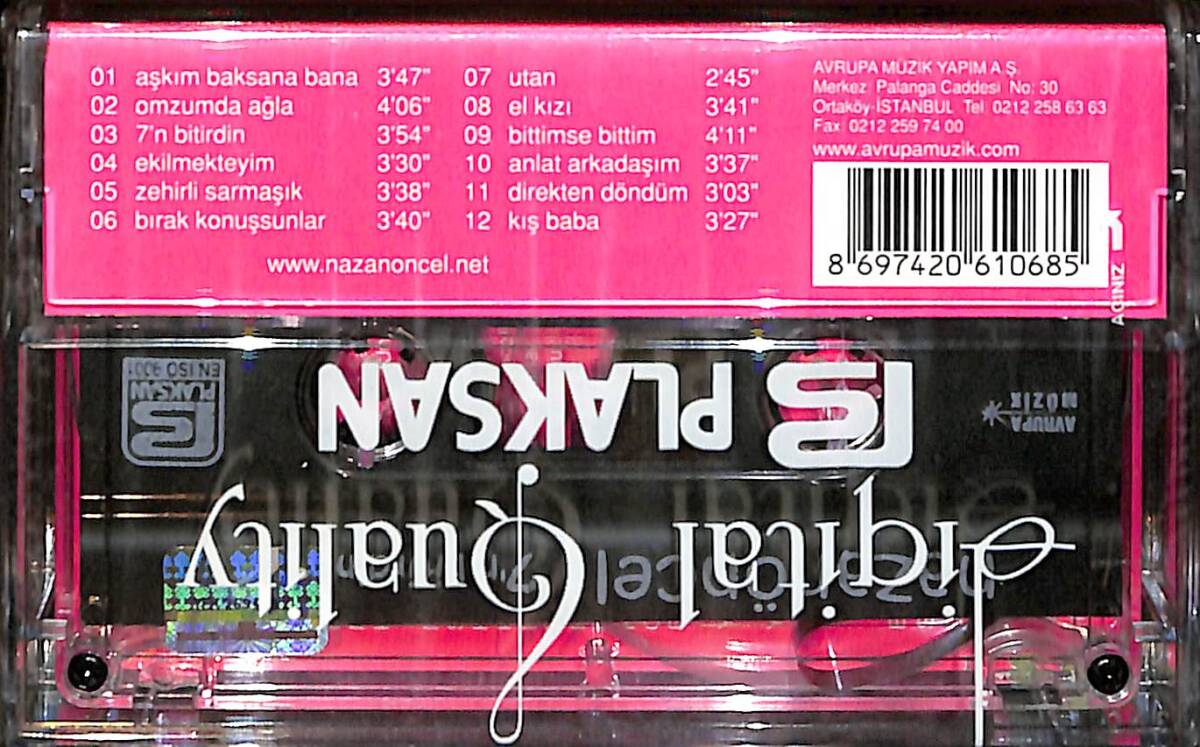 01 aşkım baksana bana 3'47"
02 omzumda ağla 4'06"
03 7'n bitirdin 3'54"
04 ekilmekteyim 3'30"
05 zehirli sarmaşık 3'38"
06 bırak konuşsunlar 3'40"
07 utan 2'45"
08 el kızı 3'41"
09 bittimse bittim 4'11"
10 anlat arkadaşım 3'37"
11 direkten döndüm 3'03"
12 kış baba 3'27"
www.nazanoncel.net
AVRUPA MÜZİK YAPIM A.Ş.
Merkez: Palanga Caddesi No: 30
Ortaköy-İSTANBUL Tel: 0212 258 63 63
Fax: 0212 259 74 00
www.avrupamuzik.com
8 697420 610685
AĞINIZ
PLAKSAN
EN ISO 9001
PLAKSAN
AVRUPA
MÜZİK
Digital Quality
nazan öncel